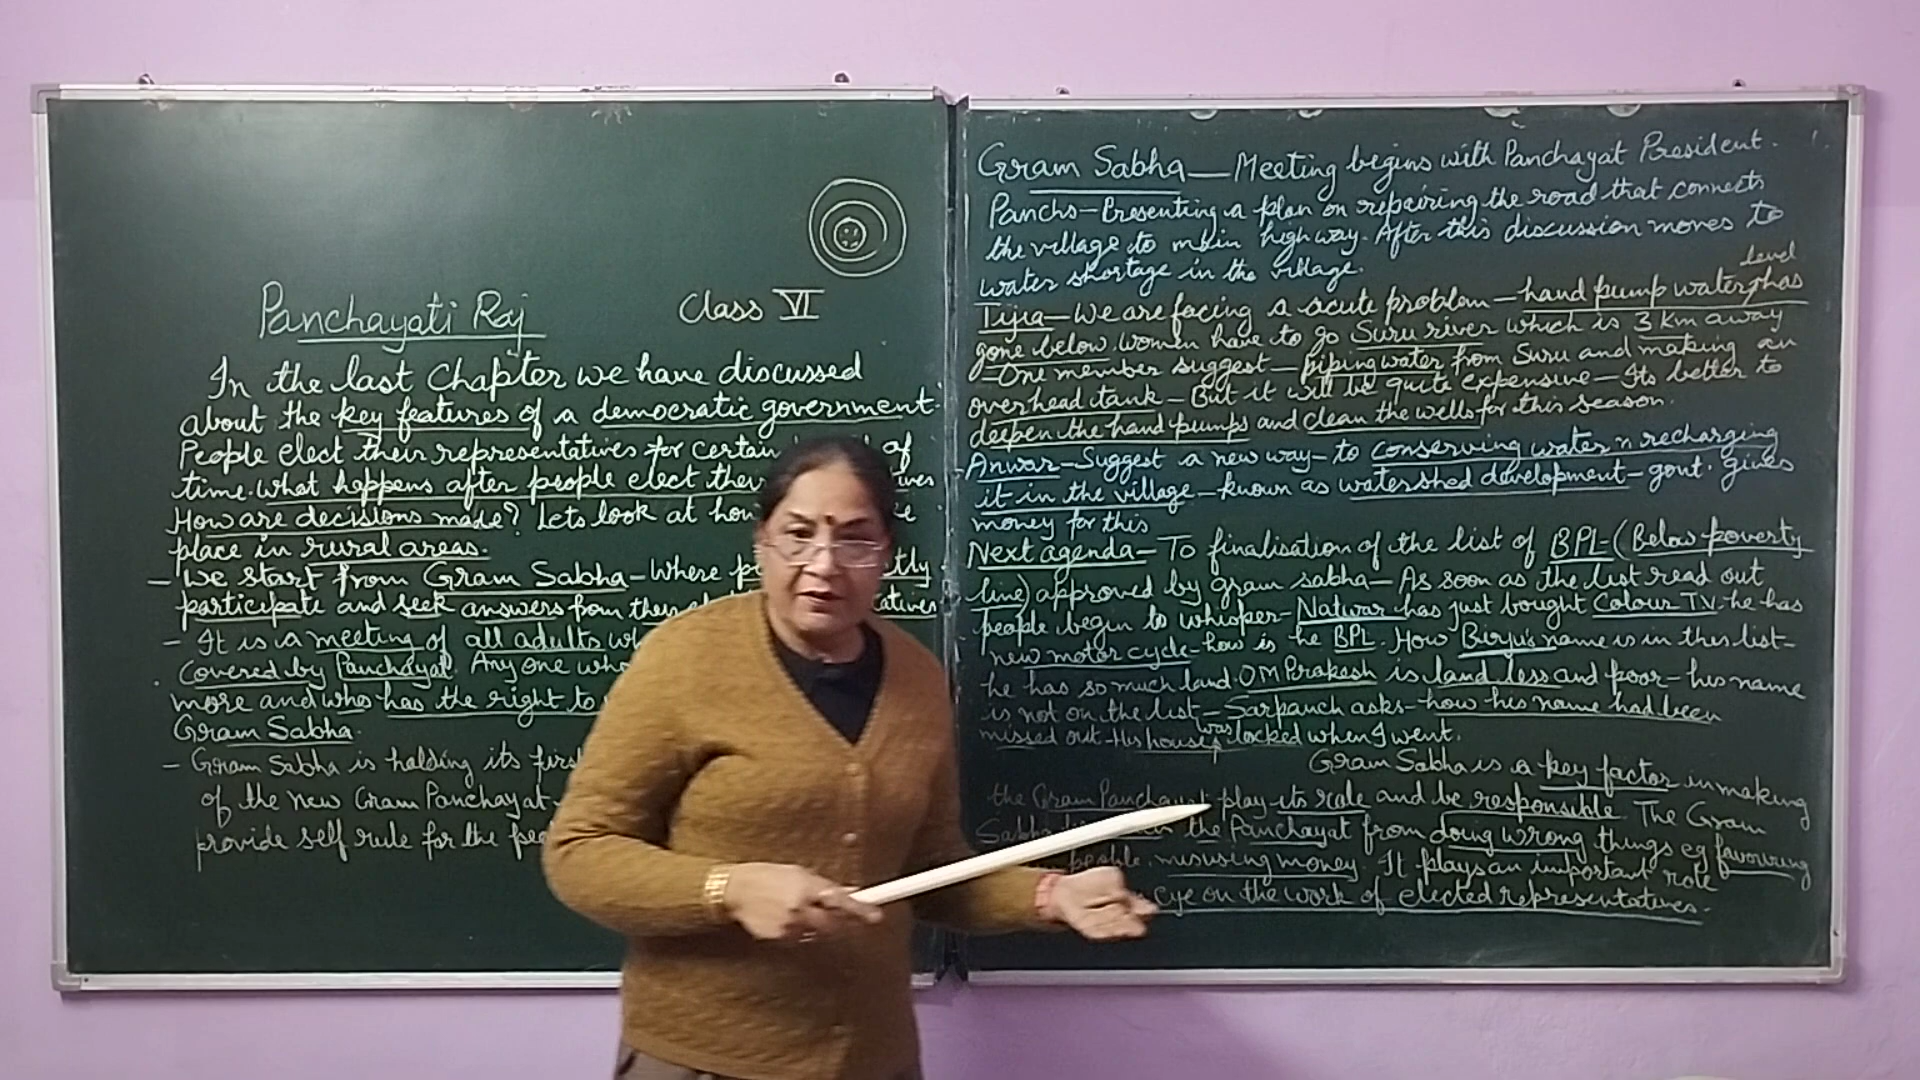 Panchayati Raj Class VI
In the last Chapter we have discussed
about the key features of a democratic government.
People elect their representatives for certain of
time. What happens after people elect their
How are decisions made? Lets look at how
place in rural areas.
- We start from Gram Sabha - Where
participate and seek answers from their
- It is a meeting of all adults
Covered by Panchayat. Any one who
more and who has the right to
Gram Sabha.
- Gram Sabha is holding its first
of the new Gram Panchayat
provide self rule for the
Gram Sabha - Meeting begins with Panchayat President.
Panchs - Presenting a plan on repairing the road that connects
the village to main highway. After this discussion moves to
water shortage in the village.
Tijia - We are facing a acute problem - hand pump water level has
gone below. Women have to go Suru river which is 3 Km away
- One member suggest - piping water from Suru and making an
overhead tank - But it will be quite expensive - Its better to
deepen the hand pumps and clean the wells for this season.
Anwar - Suggest a new way - to conserving water n recharging
it in the village - known as watershed development - govt. gives
money for this
Next agenda - To finalisation of the list of BPL - (Below poverty
line) approved by gram sabha - As soon as the list read out
people begin to whisper - Natwar has just bought Colour TV. he has
new motor cycle - how is he BPL. How Birju's name is in this list -
he has so much land. OM Prakash is land less and poor - his name
is not on the list - Sarpanch asks - how his name had been
missed out - His house was locked when I went.
Gram Sabha is a key factor in making
the Gram Panchayat play its role and be responsible. The Gram
Sabha the Panchayat from doing wrong things eg favouring
people, misusing money. It plays an important role
eye on the work of elected representatives.